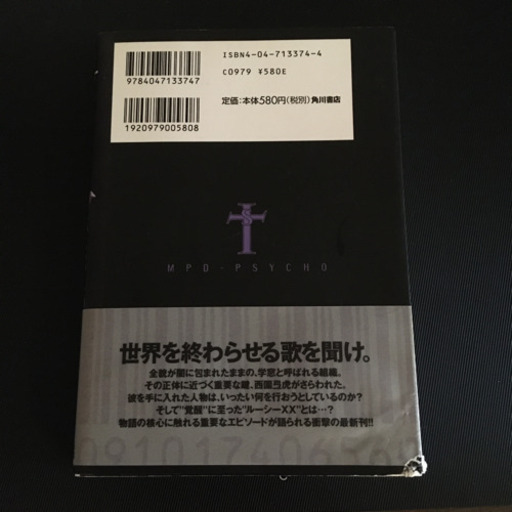 ISBN4-04-713374-4
C0979 ¥580E
9784047133747
定価:本体580円(税別)角川書店
1920979005808
MPD-PSYCHO
世界を終わらせる歌を聞け。
全貌が闇に包まれたままの、学窓と呼ばれる組織。
その正体に近づく重要な鍵、西園弖虎がさらわれた。
彼を手に入れた人物は、いったい何を行おうとしているのか?
そして“覚醒”に至った“ルーシーXX”とは…?
物語の核心に触れる重要なエピソードが語られる衝撃の最新刊!!